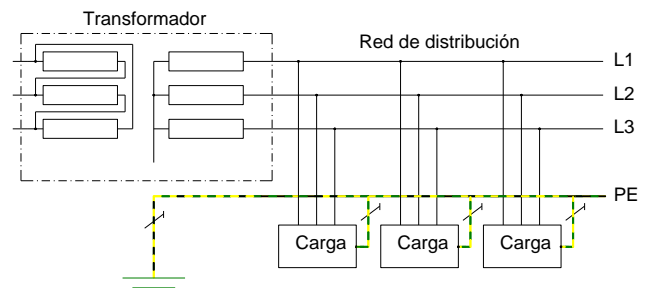 Transformador
Red de distribución
L1
L2
L3
PE
Carga Carga Carga